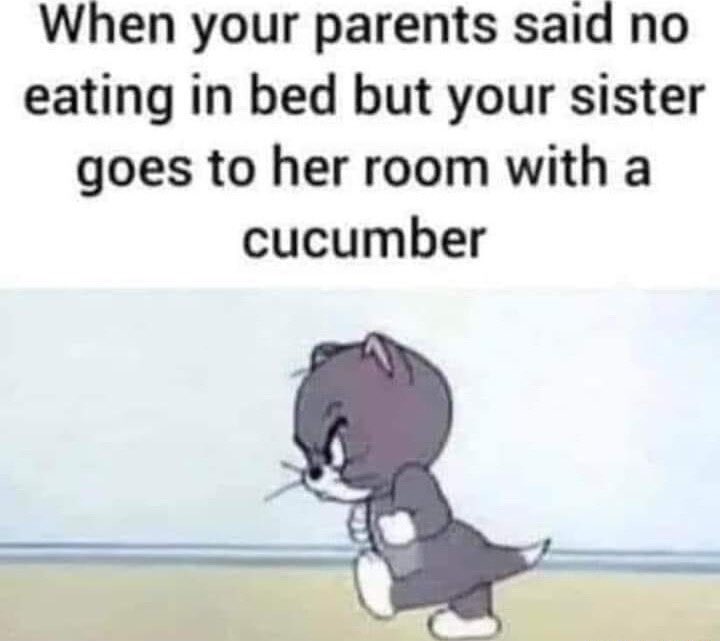 When your parents said no
eating in bed but your sister
goes to her room with a
cucumber